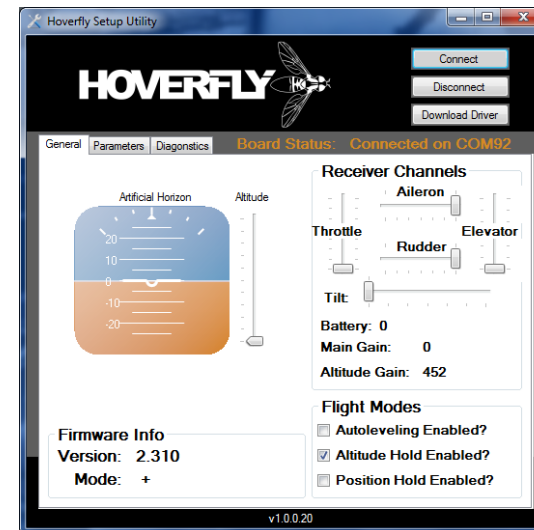 Hoverfly Setup Utility
HOVERFLY
Connect
Disconnect
Download Driver
General Parameters Diagonstics
Board Status: Connected on COM92
Artificial Horizon
Altitude
20
10
0
-10
-20
Receiver Channels
Aileron
Throttle
Elevator
Rudder
Tilt:
Battery: 0
Main Gain: 0
Altitude Gain: 452
Flight Modes
Autoleveling Enabled?
Altitude Hold Enabled?
Position Hold Enabled?
Firmware Info
Version: 2.310
Mode: +
v1.0.0.20